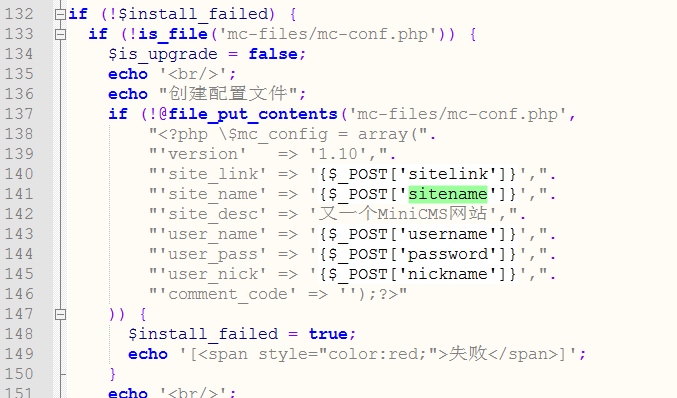 132 if (!$install_failed) {
133   if (!is_file('mc-files/mc-conf.php')) {
134     $is_upgrade = false;
135     echo '<br/>';
136     echo "创建配置文件";
137     if (!@file_put_contents('mc-files/mc-conf.php',
138         "<?php \$mc_config = array(".
139         "'version'   => '1.10',".
140         "'site_link' => '{$_POST['sitelink']}',".
141         "'site_name' => '{$_POST['sitename']}',".
142         "'site_desc' => '又一个MiniCMS网站',".
143         "'user_name' => '{$_POST['username']}',".
144         "'user_pass' => '{$_POST['password']}',".
145         "'user_nick' => '{$_POST['nickname']}',".
146         "'comment_code' => '');?>"
147     )) {
148       $install_failed = true;
149       echo '[<span style="color:red;">失败</span>]';
150     }
151     echo '<br/>';